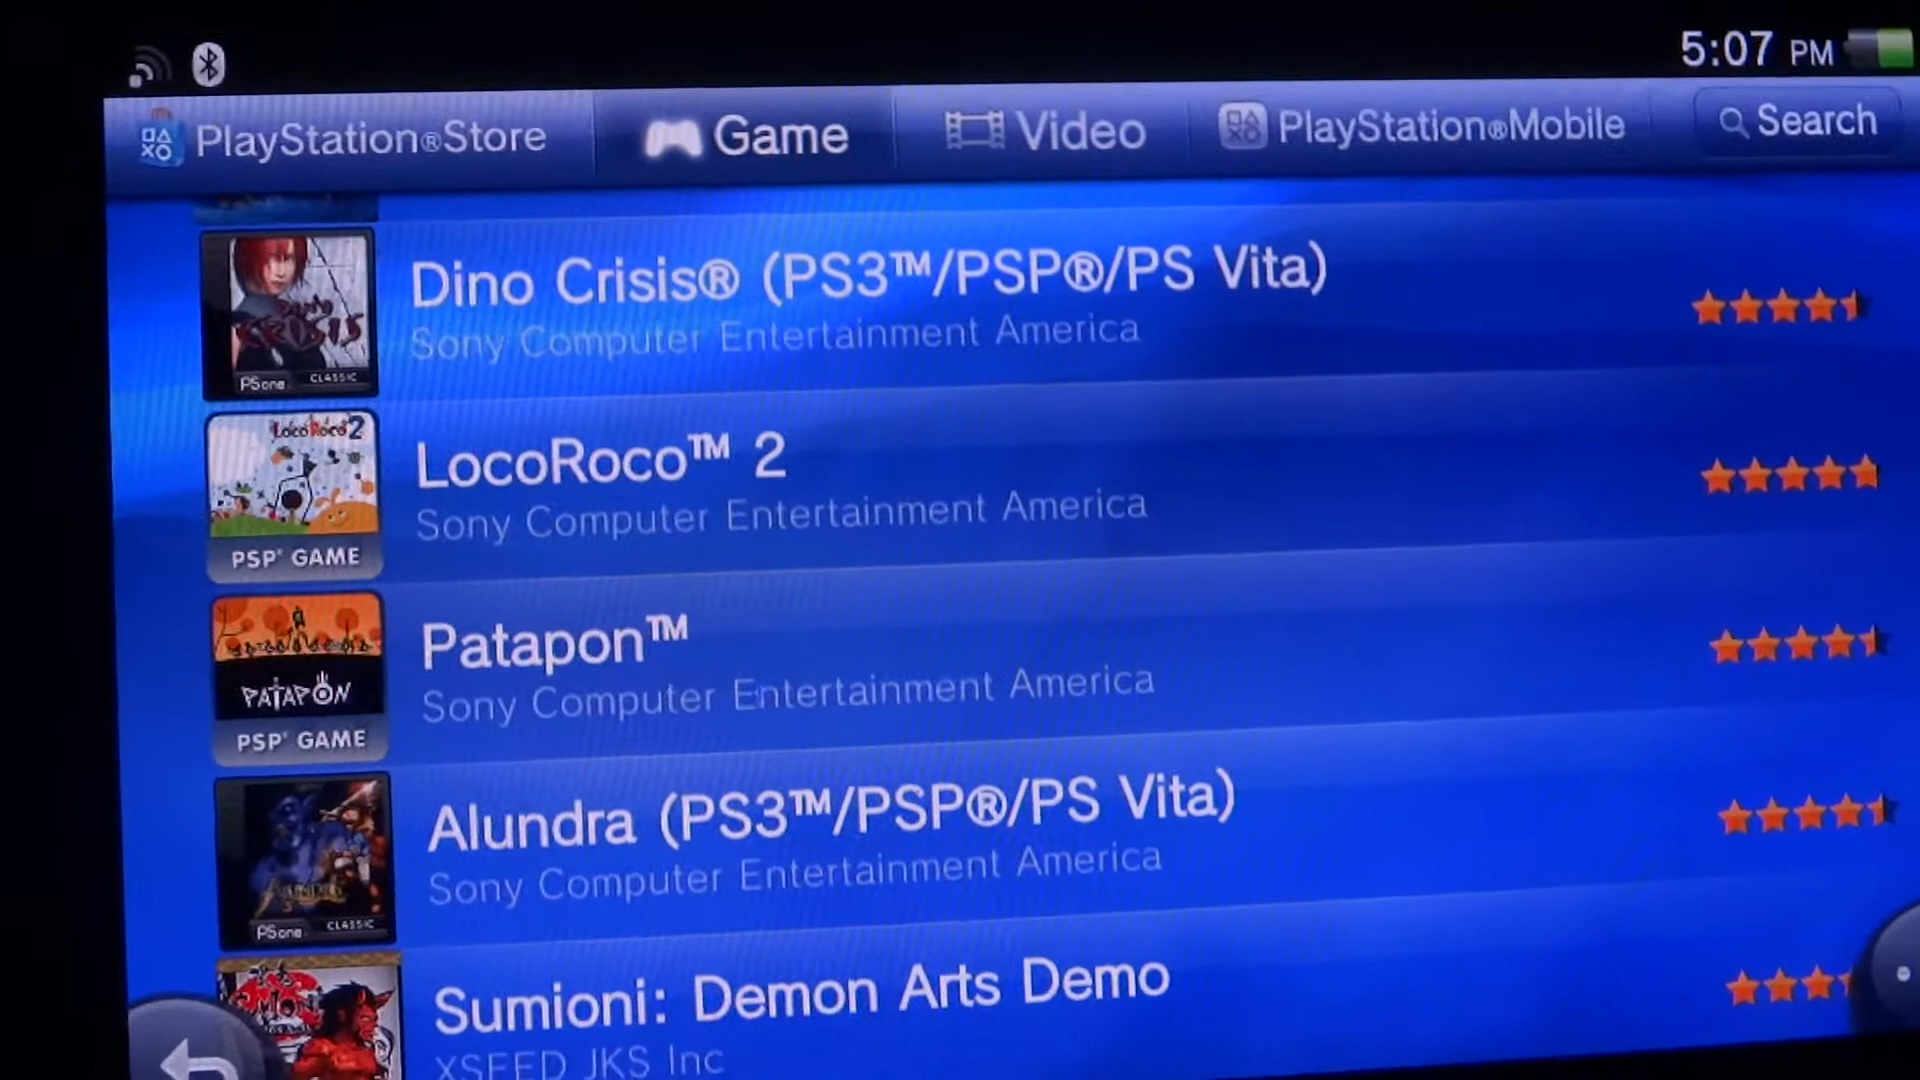 5:07 PM
PlayStation®Store
Game
Video
PlayStation®Mobile
Search
DINO CRISIS
PSone CLASSIC
Dino Crisis® (PS3™/PSP®/PS Vita)
Sony Computer Entertainment America
LocoRoco 2
PSP® GAME
LocoRoco™ 2
Sony Computer Entertainment America
PATAPON
PSP® GAME
Patapon™
Sony Computer Entertainment America
PSone CLASSIC
Alundra (PS3™/PSP®/PS Vita)
Sony Computer Entertainment America
Sumioni: Demon Arts Demo
XSEED JKS Inc